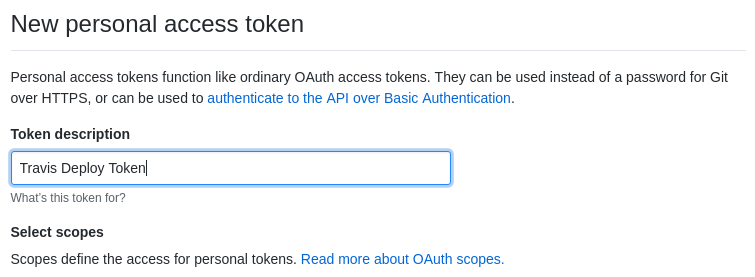 New personal access token
Personal access tokens function like ordinary OAuth access tokens. They can be used instead of a password for Git
over HTTPS, or can be used to authenticate to the API over Basic Authentication.
Token description
Travis Deploy Token
What's this token for?
Select scopes
Scopes define the access for personal tokens. Read more about OAuth scopes.